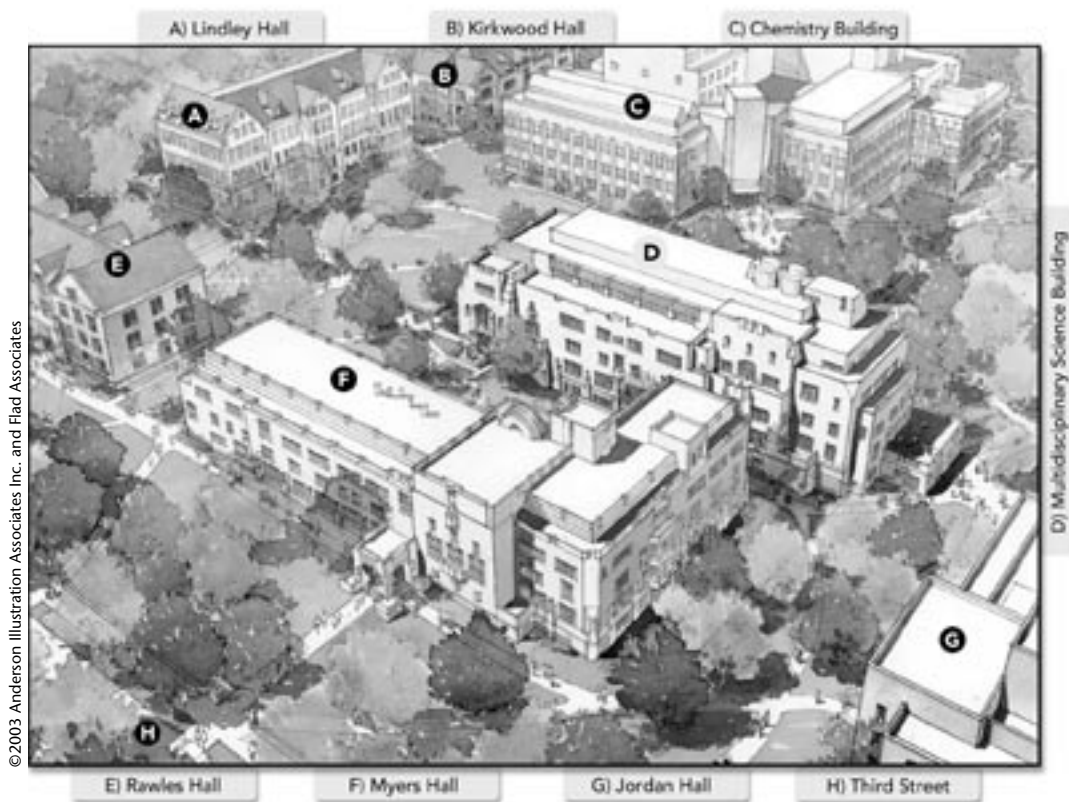 A) Lindley Hall
B) Kirkwood Hall
C) Chemistry Building
A
B
C
D
E
F
G
H
D) Multidisciplinary Science Building
©2003 Anderson Illustration Associates Inc. and Flad Associates
E) Rawles Hall
F) Myers Hall
G) Jordan Hall
H) Third Street